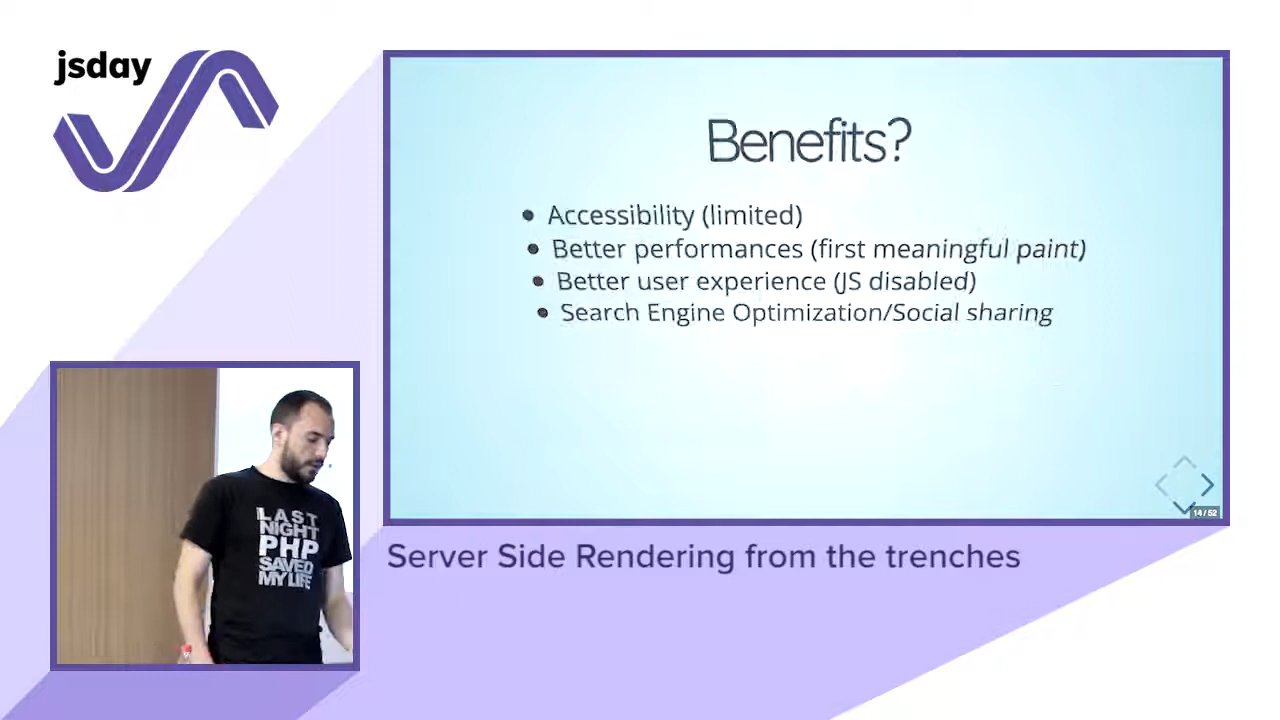 jsday
Benefits?
• Accessibility (limited)
• Better performances (first meaningful paint)
• Better user experience (JS disabled)
• Search Engine Optimization/Social sharing
14 / 52
LAST
NIGHT
PHP
SAVED
MY LIFE
Server Side Rendering from the trenches